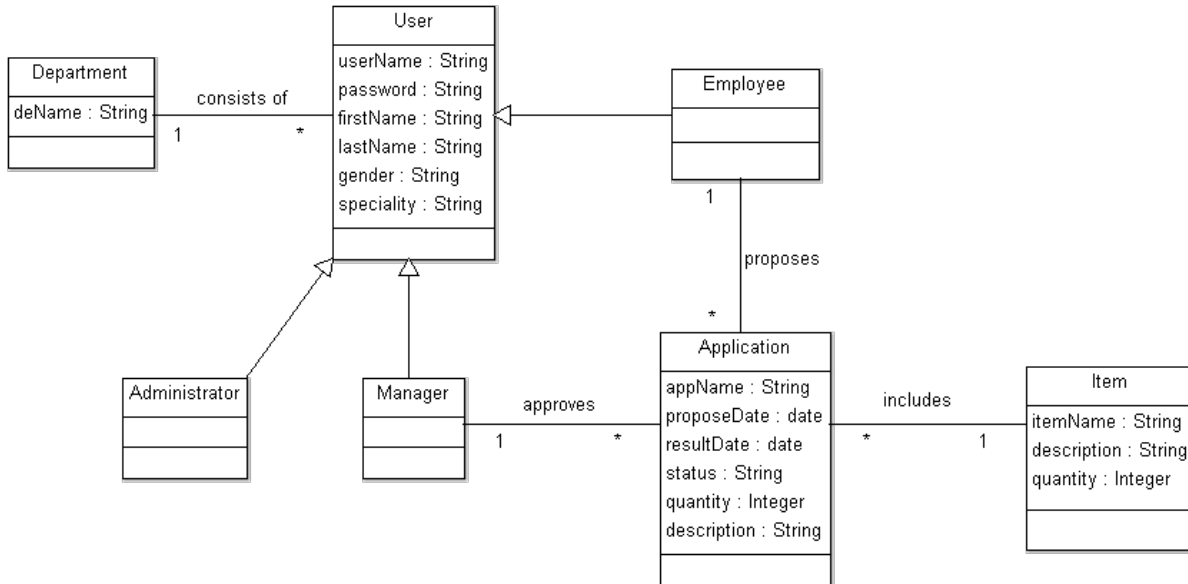 User
userName : String
password : String
firstName : String
lastName : String
gender : String
speciality : String
Department
deName : String
consists of
1
*
Employee
1
proposes
*
Administrator
Manager
approves
1
*
Application
appName : String
proposeDate : date
resultDate : date
status : String
quantity : Integer
description : String
includes
*
1
Item
itemName : String
description : String
quantity : Integer